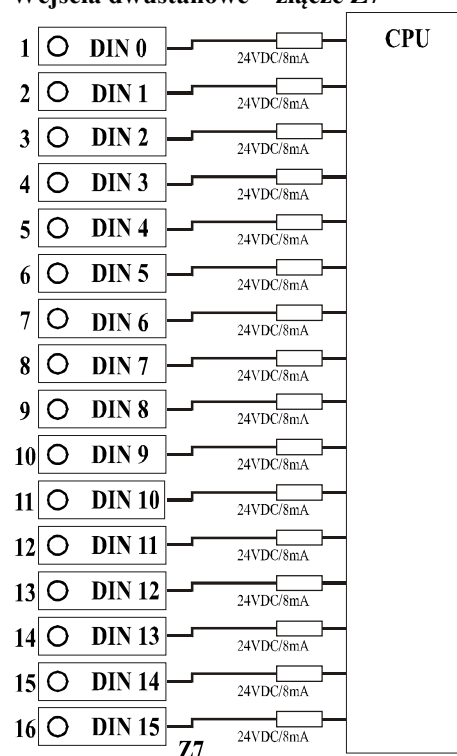 Wejścia dwustanowe – złącze Z7
CPU
1 DIN 0
24VDC/8mA
2 DIN 1
24VDC/8mA
3 DIN 2
24VDC/8mA
4 DIN 3
24VDC/8mA
5 DIN 4
24VDC/8mA
6 DIN 5
24VDC/8mA
7 DIN 6
24VDC/8mA
8 DIN 7
24VDC/8mA
9 DIN 8
24VDC/8mA
10 DIN 9
24VDC/8mA
11 DIN 10
24VDC/8mA
12 DIN 11
24VDC/8mA
13 DIN 12
24VDC/8mA
14 DIN 13
24VDC/8mA
15 DIN 14
24VDC/8mA
16 DIN 15
24VDC/8mA
Z7